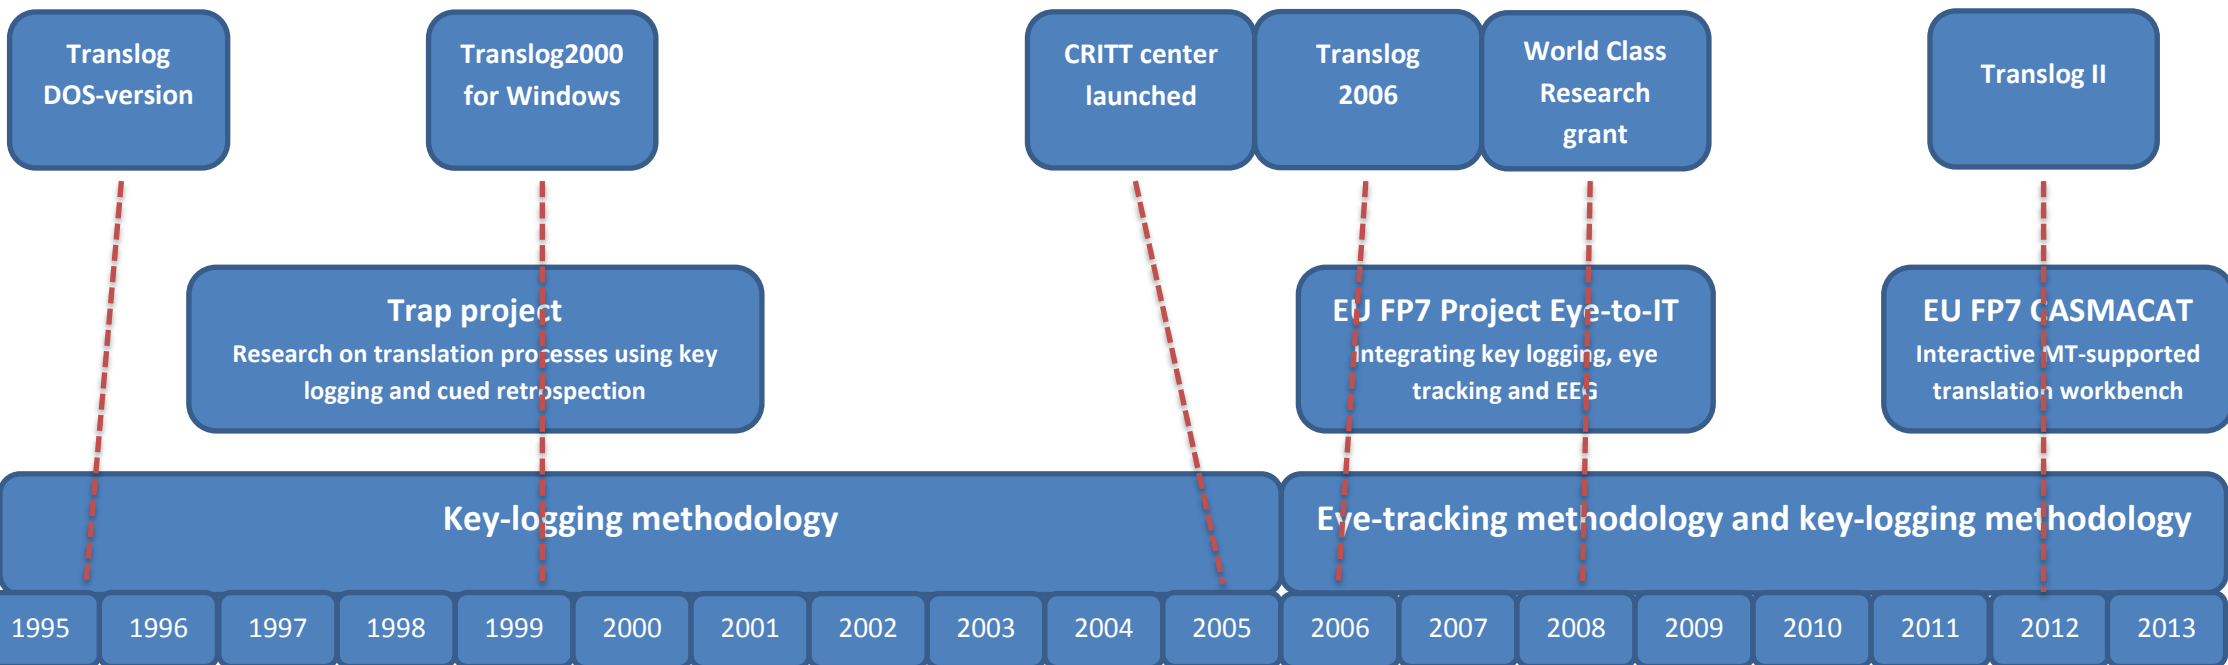 Translog
DOS-version
Translog2000
for Windows
CRITT center
launched
Translog
2006
World Class
Research
grant
Translog II
Trap project
Research on translation processes using key
logging and cued retrospection
EU FP7 Project Eye-to-IT
Integrating key logging, eye
tracking and EEG
EU FP7 CASMACAT
Interactive MT-supported
translation workbench
Key-logging methodology
Eye-tracking methodology and key-logging methodology
1995 1996 1997 1998 1999 2000 2001 2002 2003 2004 2005 2006 2007 2008 2009 2010 2011 2012 2013